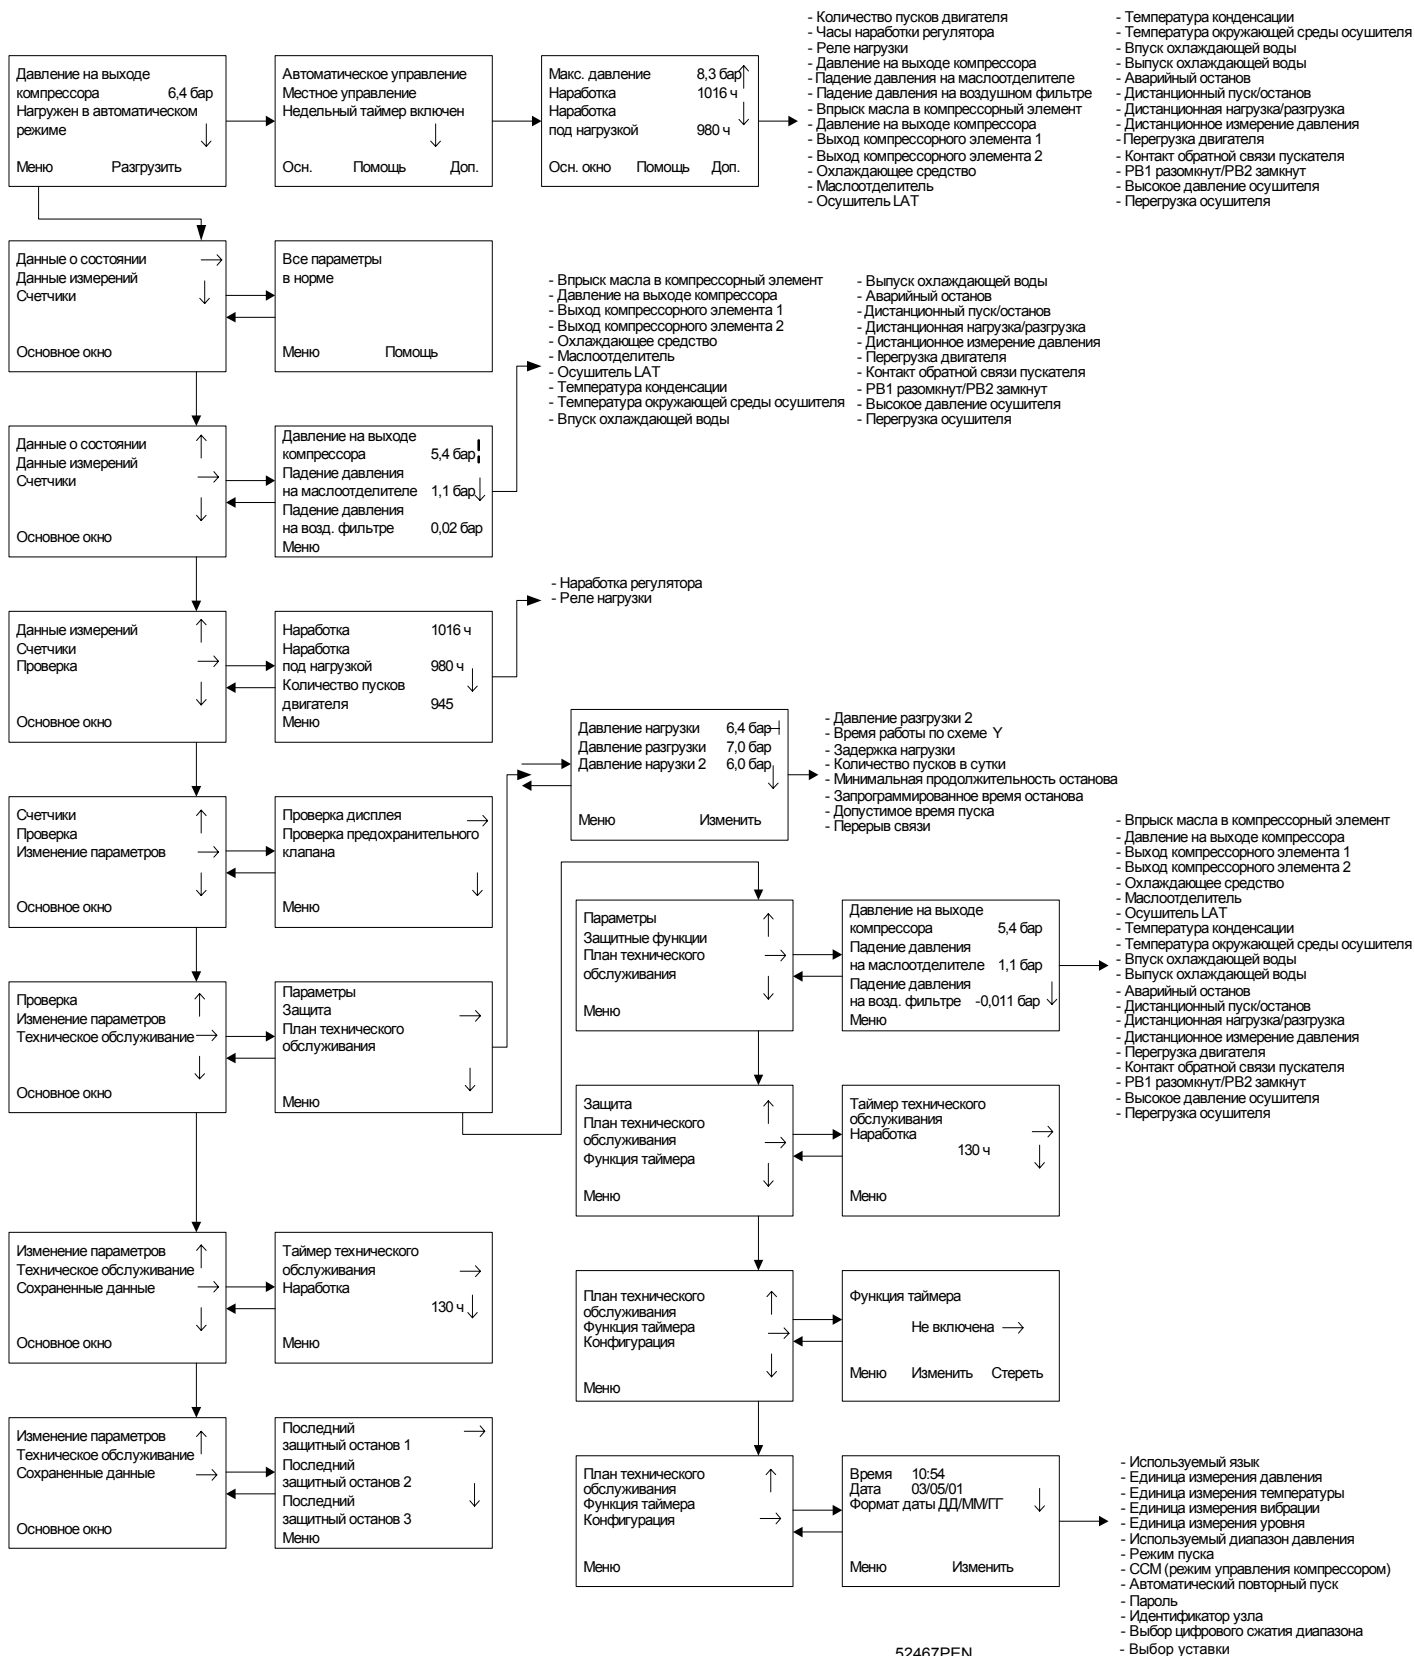 Давление на выходе
компрессора 6,4 бар
Нагружен в автоматическом
режиме
Меню Разгрузить
Автоматическое управление
Местное управление
Недельный таймер включен
Осн. Помощь Доп.
Макс. давление 8,3 бар
Наработка 1016 ч
Наработка
под нагрузкой 980 ч
Осн. окно Помощь Доп.
- Количество пусков двигателя
- Часы наработки регулятора
- Реле нагрузки
- Давление на выходе компрессора
- Падение давления на маслоотделителе
- Падение давления на воздушном фильтре
- Впрыск масла в компрессорный элемент
- Давление на выходе компрессора
- Выход компрессорного элемента 1
- Выход компрессорного элемента 2
- Охлаждающее средство
- Маслоотделитель
- Осушитель LAT
- Температура конденсации
- Температура окружающей среды осушителя
- Впуск охлаждающей воды
- Выпуск охлаждающей воды
- Аварийный останов
- Дистанционный пуск/останов
- Дистанционная нагрузка/разгрузка
- Дистанционное измерение давления
- Перегрузка двигателя
- Контакт обратной связи пускателя
- РВ1 разомкнут/РВ2 замкнут
- Высокое давление осушителя
- Перегрузка осушителя
Данные о состоянии
Данные измерений
Счетчики
Основное окно
Все параметры
в норме
Меню Помощь
- Впрыск масла в компрессорный элемент
- Давление на выходе компрессора
- Выход компрессорного элемента 1
- Выход компрессорного элемента 2
- Охлаждающее средство
- Маслоотделитель
- Осушитель LAT
- Температура конденсации
- Температура окружающей среды осушителя
- Впуск охлаждающей воды
- Выпуск охлаждающей воды
- Аварийный останов
- Дистанционный пуск/останов
- Дистанционная нагрузка/разгрузка
- Дистанционное измерение давления
- Перегрузка двигателя
- Контакт обратной связи пускателя
- РВ1 разомкнут/РВ2 замкнут
- Высокое давление осушителя
- Перегрузка осушителя
Данные о состоянии
Данные измерений
Счетчики
Основное окно
Давление на выходе
компрессора 5,4 бар
Падение давления
на маслоотделителе 1,1 бар
Падение давления
на возд. фильтре 0,02 бар
Меню
- Наработка регулятора
- Реле нагрузки
Данные измерений
Счетчики
Проверка
Основное окно
Наработка 1016 ч
Наработка
под нагрузкой 980 ч
Количество пусков
двигателя 945
Меню
Давление нагрузки 6,4 бар
Давление разгрузки 7,0 бар
Давление нарузки 2 6,0 бар
Меню Изменить
- Давление разгрузки 2
- Время работы по схеме Y
- Задержка нагрузки
- Количество пусков в сутки
- Минимальная продолжительность останова
- Запрограммированное время останова
- Допустимое время пуска
- Перерыв связи
Счетчики
Проверка
Изменение параметров
Основное окно
Проверка дисплея
Проверка предохранительного
клапана
Меню
Параметры
Защитные функции
План технического
обслуживания
Меню
Давление на выходе
компрессора 5,4 бар
Падение давления
на маслоотделителе 1,1 бар
Падение давления
на возд. фильтре -0,011 бар
Меню
- Впрыск масла в компрессорный элемент
- Давление на выходе компрессора
- Выход компрессорного элемента 1
- Выход компрессорного элемента 2
- Охлаждающее средство
- Маслоотделитель
- Осушитель LAT
- Температура конденсации
- Температура окружающей среды осушителя
- Впуск охлаждающей воды
- Выпуск охлаждающей воды
- Аварийный останов
- Дистанционный пуск/останов
- Дистанционная нагрузка/разгрузка
- Дистанционное измерение давления
- Перегрузка двигателя
- Контакт обратной связи пускателя
- РВ1 разомкнут/РВ2 замкнут
- Высокое давление осушителя
- Перегрузка осушителя
Проверка
Изменение параметров
Техническое обслуживание
Основное окно
Параметры
Защита
План технического
обслуживания
Меню
Защита
План технического
обслуживания
Функция таймера
Меню
Таймер технического
обслуживания
Наработка
130 ч
Меню
Изменение параметров
Техническое обслуживание
Сохраненные данные
Основное окно
Таймер технического
обслуживания
Наработка
130 ч
Меню
План технического
обслуживания
Функция таймера
Конфигурация
Меню
Функция таймера
Не включена
Меню Изменить Стереть
Изменение параметров
Техническое обслуживание
Сохраненные данные
Основное окно
Последний
защитный останов 1
Последний
защитный останов 2
Последний
защитный останов 3
Меню
План технического
обслуживания
Функция таймера
Конфигурация
Меню
Время 10:54
Дата 03/05/01
Формат даты ДД/ММ/ГГ
Меню Изменить
- Используемый язык
- Единица измерения давления
- Единица измерения температуры
- Единица измерения вибрации
- Единица измерения уровня
- Используемый диапазон давления
- Режим пуска
- ССМ (режим управления компрессором)
- Автоматический повторный пуск
- Пароль
- Идентификатор узла
- Выбор цифрового сжатия диапазона
- Выбор уставки
52467PEN